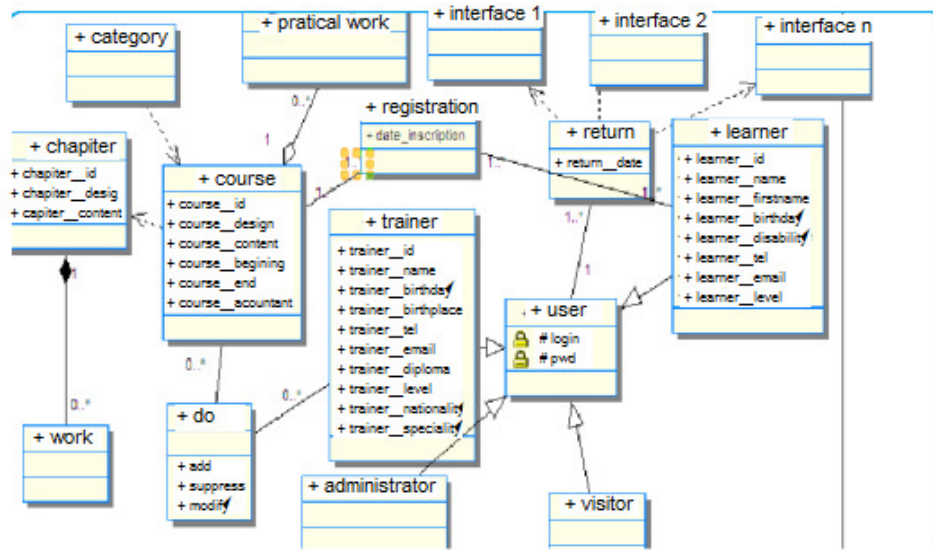 + category
+ pratical work
0..*
1
+ interface 1
+ interface 2
+ interface n
+ registration
+ date_inscription
1..
1..
1..
+ return
+ return__date
1..*
1
+ chapiter
+ chapiter__id
+ chapiter__desig
+ capiter__content
1
0..*
+ work
+ course
+ course__id
+ course__design
+ course__content
+ course__begining
+ course__end
+ course__acountant
0..*
+ do
+ add
+ suppress
+ modify
0..*
+ trainer
+ trainer__id
+ trainer__name
+ trainer__birthday
+ trainer__birthplace
+ trainer__tel
+ trainer__email
+ trainer__diploma
+ trainer__level
+ trainer__nationality
+ trainer__speciality
+ learner
+ learner__id
+ learner__name
+ learner__firstname
+ learner__birthday
+ learner__disability
+ learner__tel
+ learner__email
+ learner__level
+ user
# login
# pwd
+ administrator
+ visitor